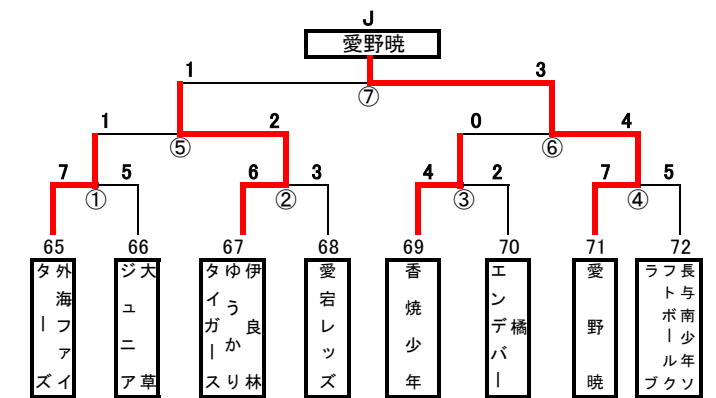 J
愛野暁
1
3
⑦
1
2
0
4
⑤
⑥
7
5
6
3
4
2
7
5
①
②
③
④
65
66
67
68
69
70
71
72
外海ファイ
ターズ
大草
ジュニア
伊良林
ゆうかり
タイガース
愛宕レッズ
香焼少年
橘
エンデバー
愛野暁
長与南少年ソ
フトボールク
ラブ